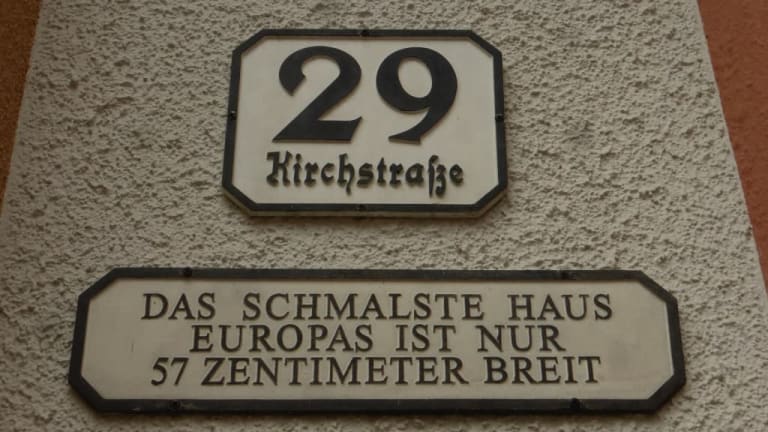 29
Kirchstraße
DAS SCHMALSTE HAUS
EUROPAS IST NUR
57 ZENTIMETER BREIT